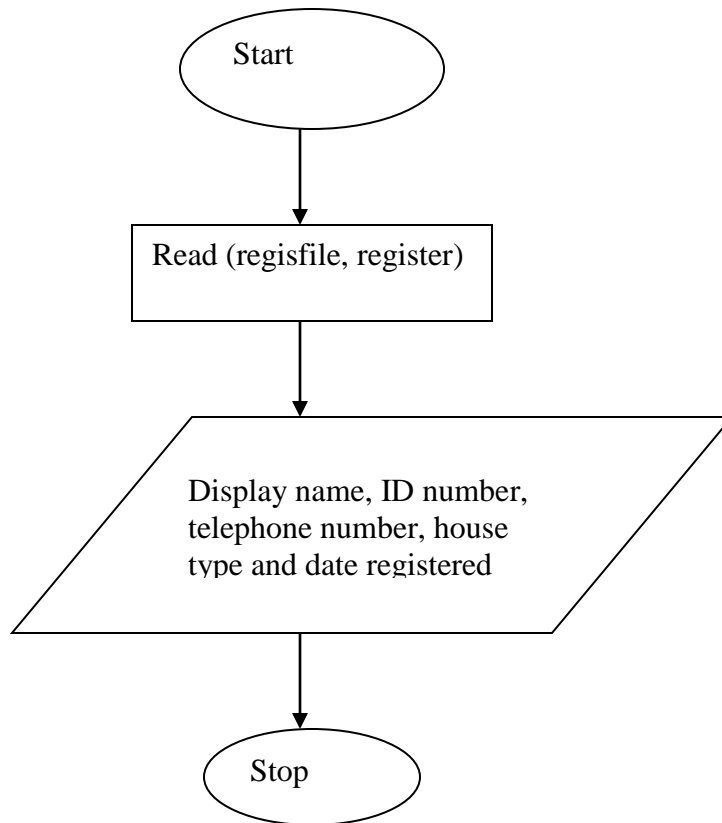 Start
Read (regisfile, register)
Display name, ID number,
telephone number, house
type and date registered
Stop